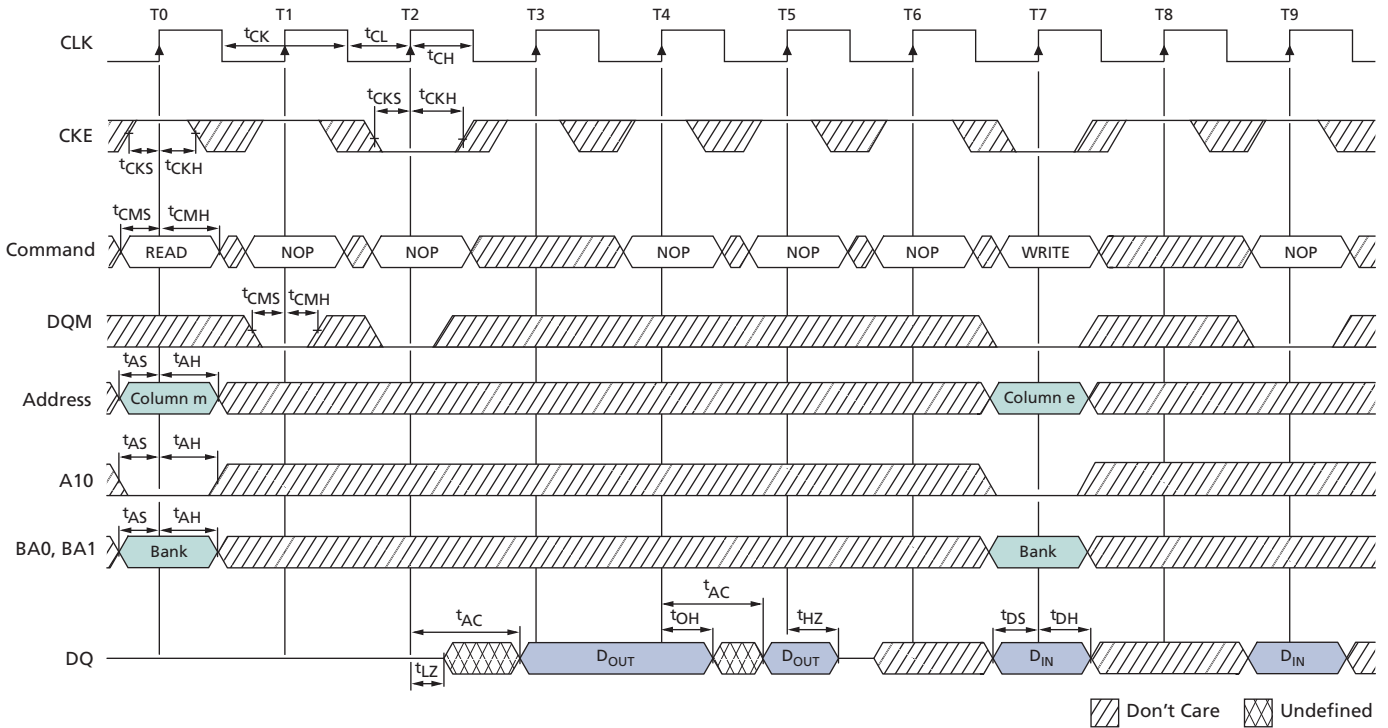 T0 T1 T2 T3 T4 T5 T6 T7 T8 T9
CLK
tCK tCL
tCH
tCKS tCKH
CKE
tCKS tCKH
tCMS tCMH
Command READ NOP NOP NOP NOP NOP WRITE NOP
tCMS tCMH
DQM
tAS tAH
Address Column m Column e
tAS tAH
A10
tAS tAH
BA0, BA1 Bank Bank
tAC
tAC tOH tHZ tDS tDH
DQ DOUT DOUT DIN DIN
tLZ
Don't Care Undefined